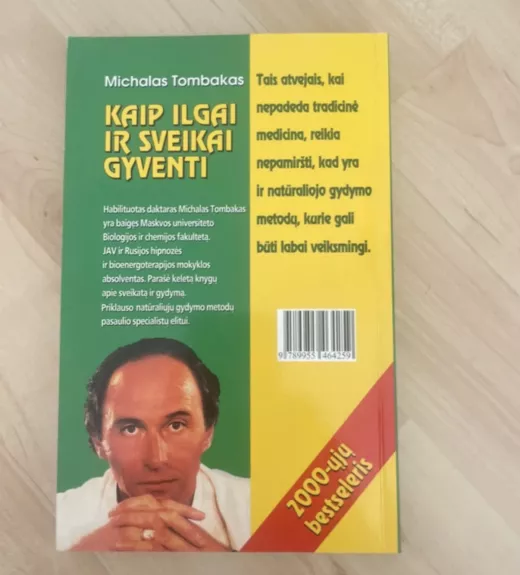 Michalas Tombakas
KAIP ILGAI
IR SVEIKAI
GYVENTI
Habilituotas daktaras Michalas Tombakas
yra baigęs Maskvos universiteto
Biologijos ir chemijos fakultetą.
JAV ir Rusijos hipnozės
ir bioenergoterapijos mokyklos
absolventas. Parašė keletą knygų
apie sveikatą ir gydymą.
Priklauso natūraliųjų gydymo metodų
pasaulio specialistų elitui.
Tais atvejais, kai
nepadeda tradicinė
medicina, reikia
nepamiršti, kad yra
ir natūraliojo gydymo
metodų, kurie gali
būti labai veiksmingi.
9 789955 464259
2000-ųjų
bestseleris